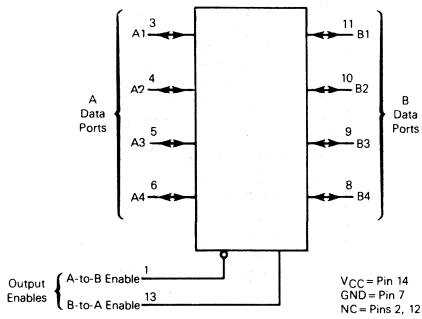 A1 3
A2 4
A3 5
A4 6
A
Data
Ports
11 B1
10 B2
9 B3
8 B4
B
Data
Ports
Output
Enables
A-to-B Enable 1
B-to-A Enable 13
VCC = Pin 14
GND = Pin 7
NC = Pins 2, 12